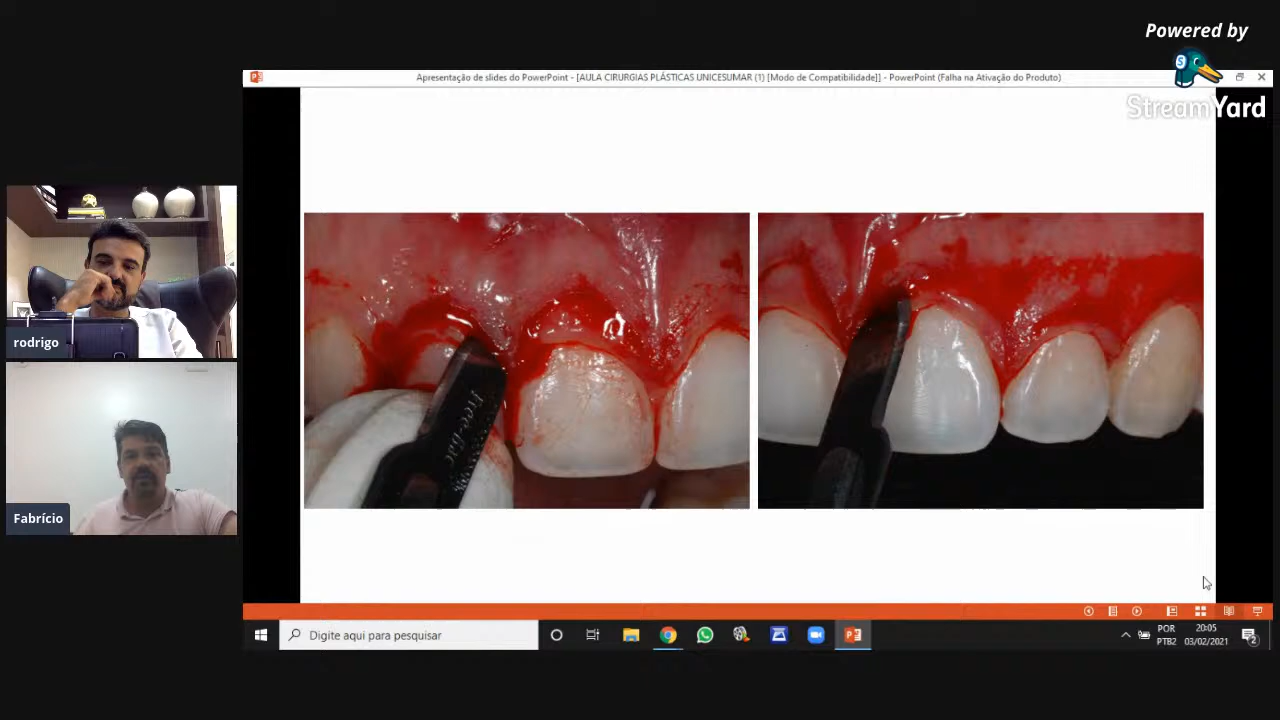 Powered by
StreamYard
Apresentação de slides do PowerPoint - [AULA CIRURGIAS PLÁSTICAS UNICESUMAR (1) [Modo de Compatibilidade]] - PowerPoint (Falha na Ativação do Produto)
rodrigo
Fabrício
Digite aqui para pesquisar
POR
PTB2
20:05
03/02/2021
2